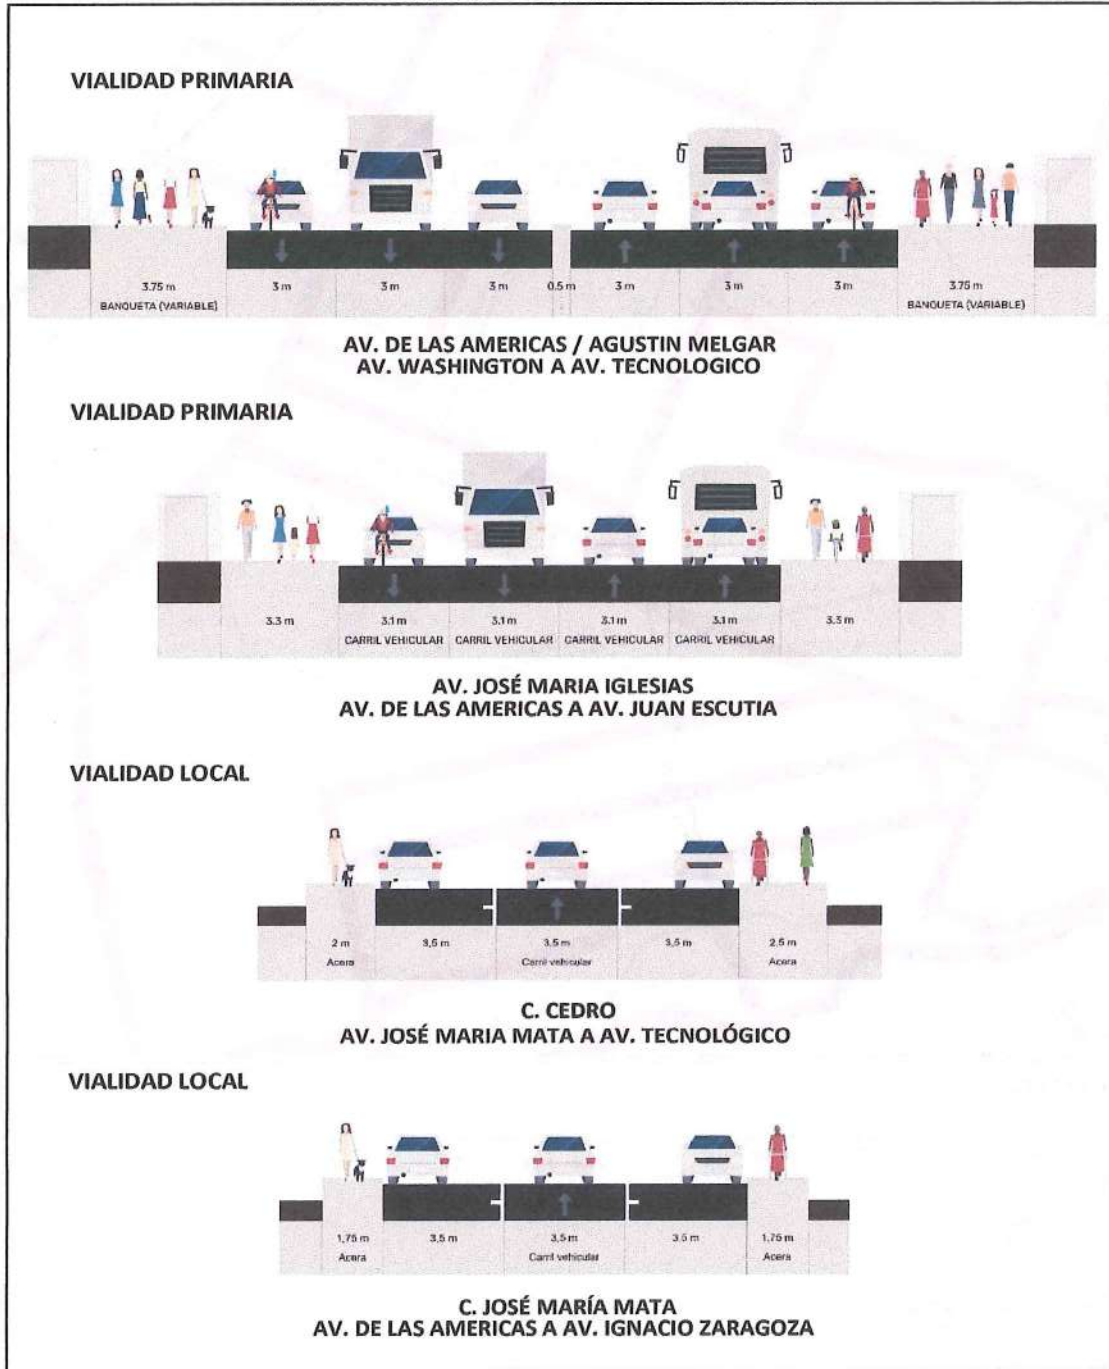 VIALIDAD PRIMARIA
3.75 m 3 m 3 m 3 m 0.5 m 3 m 3 m 3 m 3.75 m
BANQUETA (VARIABLE) BANQUETA (VARIABLE)
AV. DE LAS AMERICAS / AGUSTIN MELGAR
AV. WASHINGTON A AV. TECNOLOGICO
VIALIDAD PRIMARIA
3.3 m 3.1 m 3.1 m 3.1 m 3.1 m 3.3 m
CARRIL VEHICULAR CARRIL VEHICULAR CARRIL VEHICULAR CARRIL VEHICULAR
AV. JOSÉ MARIA IGLESIAS
AV. DE LAS AMERICAS A AV. JUAN ESCUTIA
VIALIDAD LOCAL
2 m 3,5 m 3,5 m 3,5 m 2,5 m
Acera Carril vehicular Acera
C. CEDRO
AV. JOSÉ MARIA MATA A AV. TECNOLÓGICO
VIALIDAD LOCAL
1,75 m 3,5 m 3,5 m 3,5 m 1,75 m
Acera Carril vehicular Acera
C. JOSÉ MARÍA MATA
AV. DE LAS AMERICAS A AV. IGNACIO ZARAGOZA